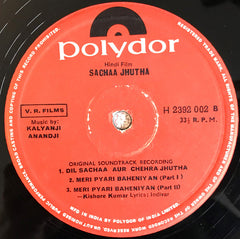 polydor
Hindi Film
SACHAA JHUTHA
H 2392 002 B
33⅓ R. P. M.
V. R. FILMS
Music by:
KALYANJI
ANANDJI
ORIGINAL SOUNDTRACK RECORDING
1. DIL SACHAA AUR CHEHRA JHUTHA
2. MERI PYARI BAHENIYAN (Part I)
3. MERI PYARI BAHENIYAN (Part II)
—Kishore Kumar Lyrics: Indivar
MFD IN INDIA BY POLYDOR OF INDIA LIMITED.